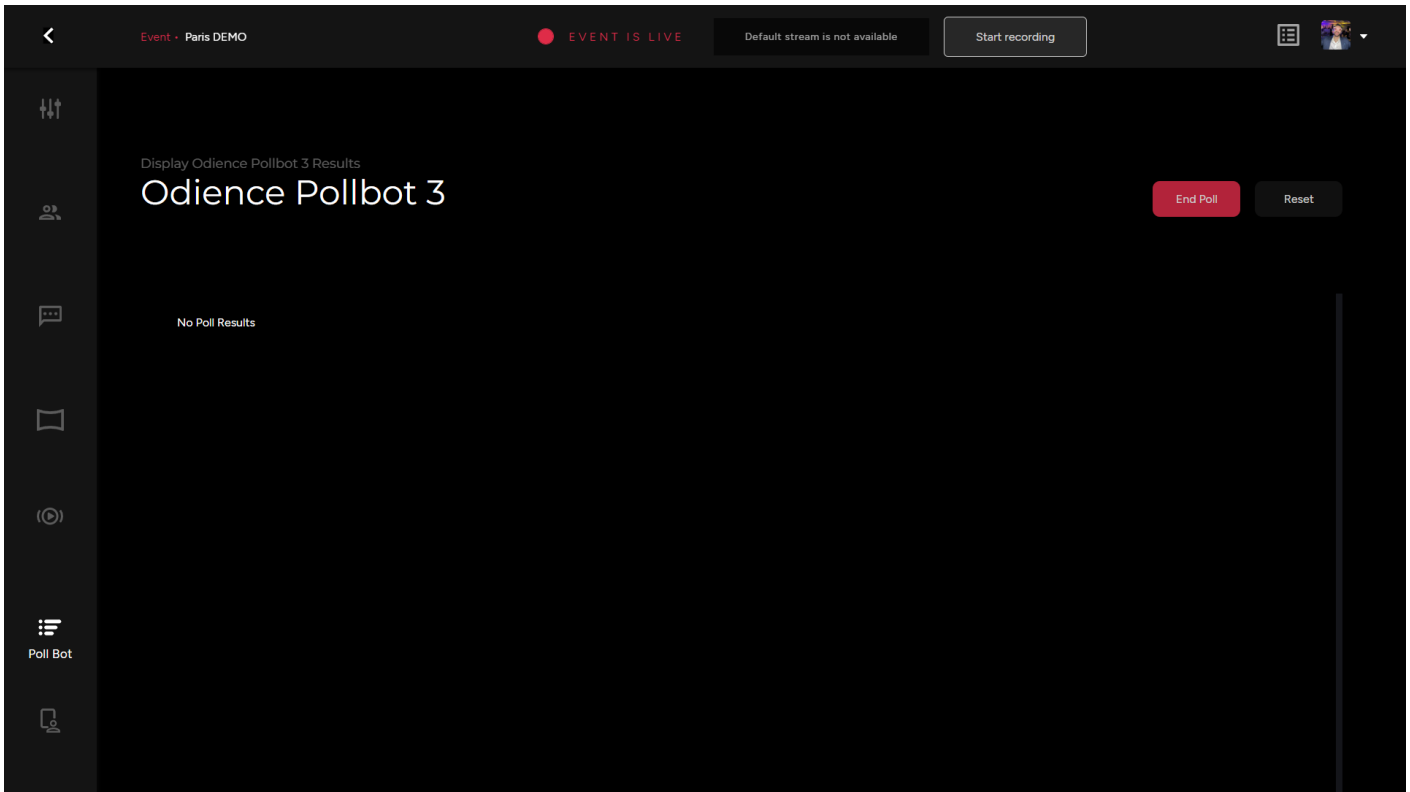 Event • Paris DEMO
EVENT IS LIVE
Default stream is not available
Start recording
Display Odience Pollbot 3 Results
Odience Pollbot 3
End Poll
Reset
No Poll Results
Poll Bot